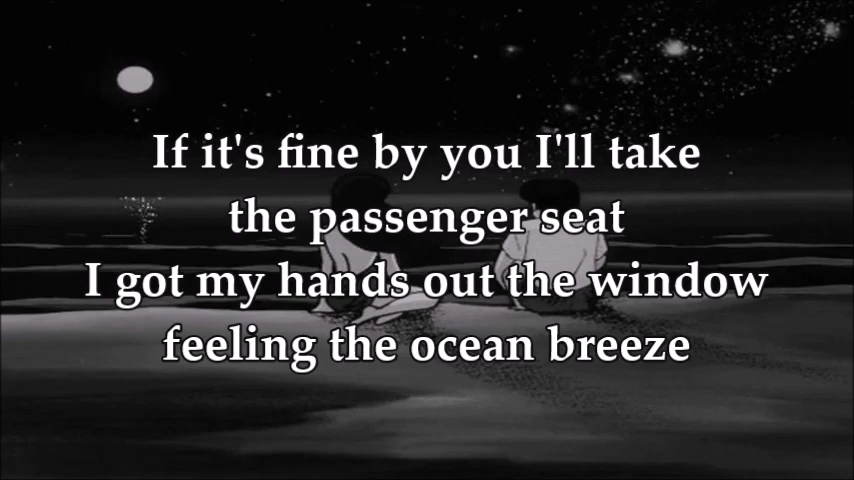 If it's fine by you I'll take
the passenger seat
I got my hands out the window
feeling the ocean breeze